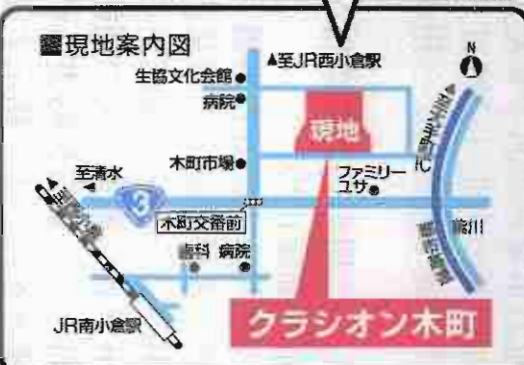 現地案内図
▲至JR西小倉駅
N
生協文化会館
病院
現地
木町市場
ファミリー
ユサ
至清水
3
木町交番前
歯科
病院
JR南小倉駅
クラシオン木町